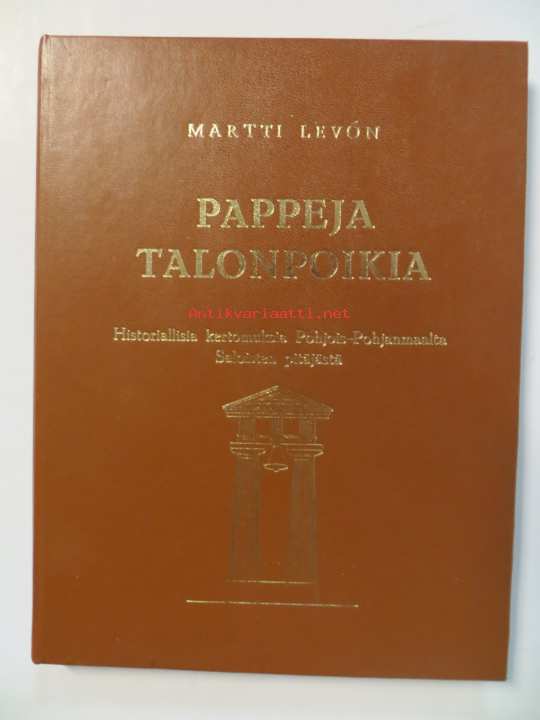 MARTTI LEVÓN
PAPPEJA
TALONPOIKIA
Antikvariaatti.net
Historiallisia kertomuksia Pohjois-Pohjanmaalta
Saloisten pitäjästä